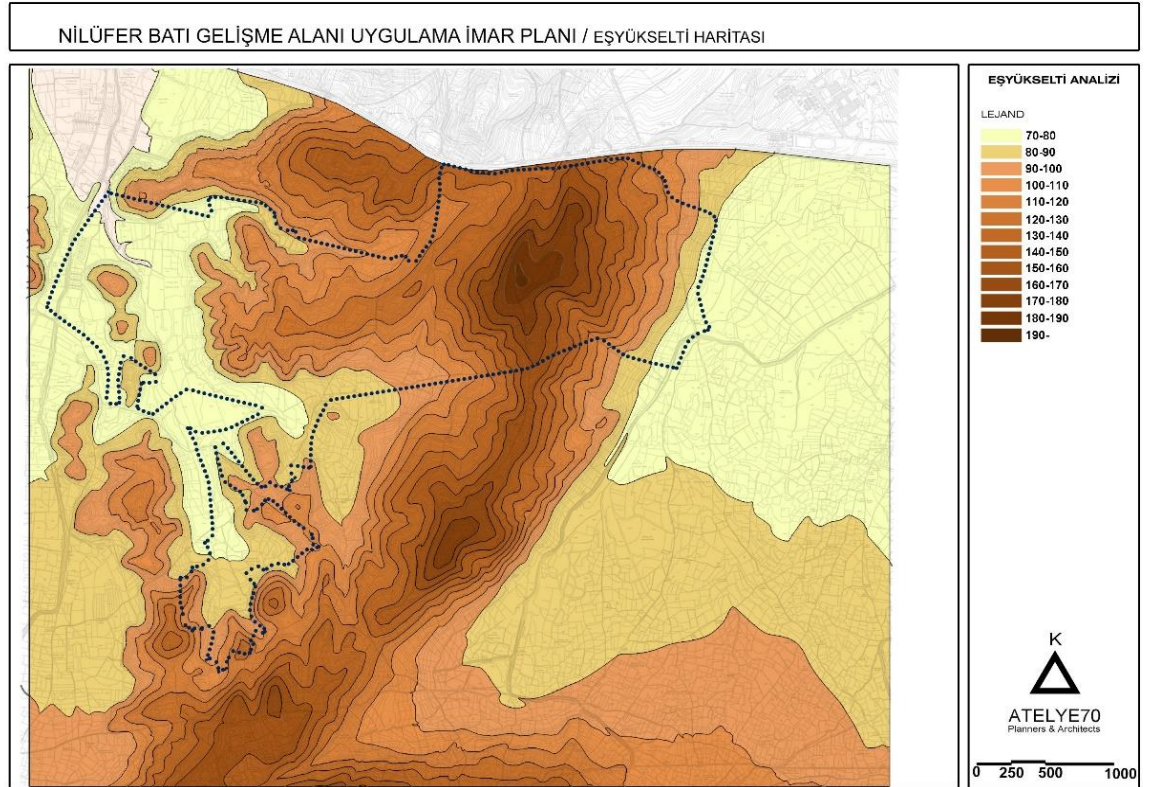 NİLÜFER BATI GELİŞME ALANI UYGULAMA İMAR PLANI / EŞYÜKSELTİ HARİTASI
EŞYÜKSELTİ ANALİZİ
LEJAND
70-80
80-90
90-100
100-110
110-120
120-130
130-140
140-150
150-160
160-170
170-180
180-190
190-
K
ATELYE70
Planners & Architects
0 250 500 1000